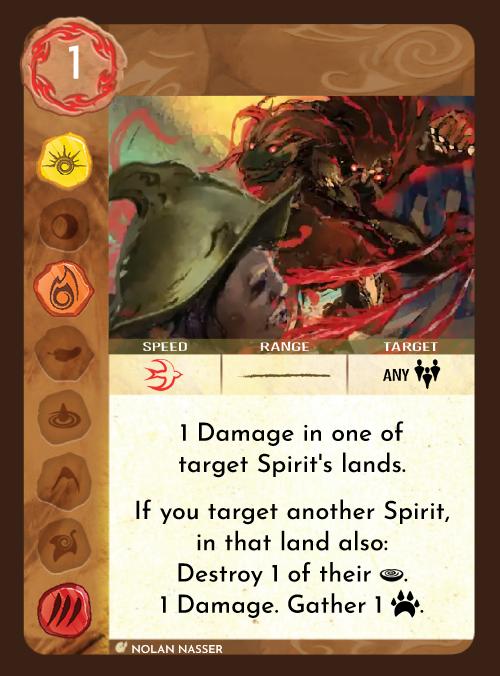 1
SPEED RANGE TARGET
ANY
1 Damage in one of
target Spirit's lands.
If you target another Spirit,
in that land also:
Destroy 1 of their .
1 Damage. Gather 1 .
NOLAN NASSER